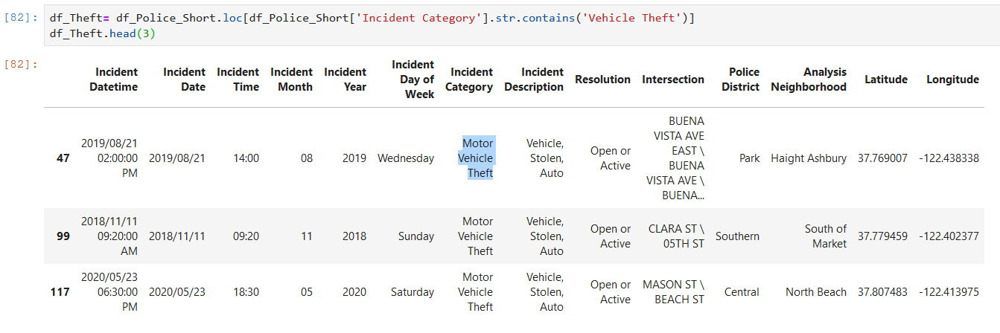 [82]: df_Theft= df_Police_Short.loc[df_Police_Short['Incident Category'].str.contains('Vehicle Theft')]
df_Theft.head(3)
[82]:
Incident Datetime Incident Date Incident Time Incident Month Incident Year Incident Day of Week Incident Category Incident Description Resolution Intersection Police District Analysis Neighborhood Latitude Longitude
47 2019/08/21 02:00:00 PM 2019/08/21 14:00 08 2019 Wednesday Motor Vehicle Theft Vehicle, Stolen, Auto Open or Active BUENA VISTA AVE EAST \ BUENA VISTA AVE \ BUENA... Park Haight Ashbury 37.769007 -122.438338
99 2018/11/11 09:20:00 AM 2018/11/11 09:20 11 2018 Sunday Motor Vehicle Theft Vehicle, Stolen, Auto Open or Active CLARA ST \ 05TH ST Southern South of Market 37.779459 -122.402377
117 2020/05/23 06:30:00 PM 2020/05/23 18:30 05 2020 Saturday Motor Vehicle Theft Vehicle, Stolen, Auto Open or Active MASON ST \ BEACH ST Central North Beach 37.807483 -122.413975